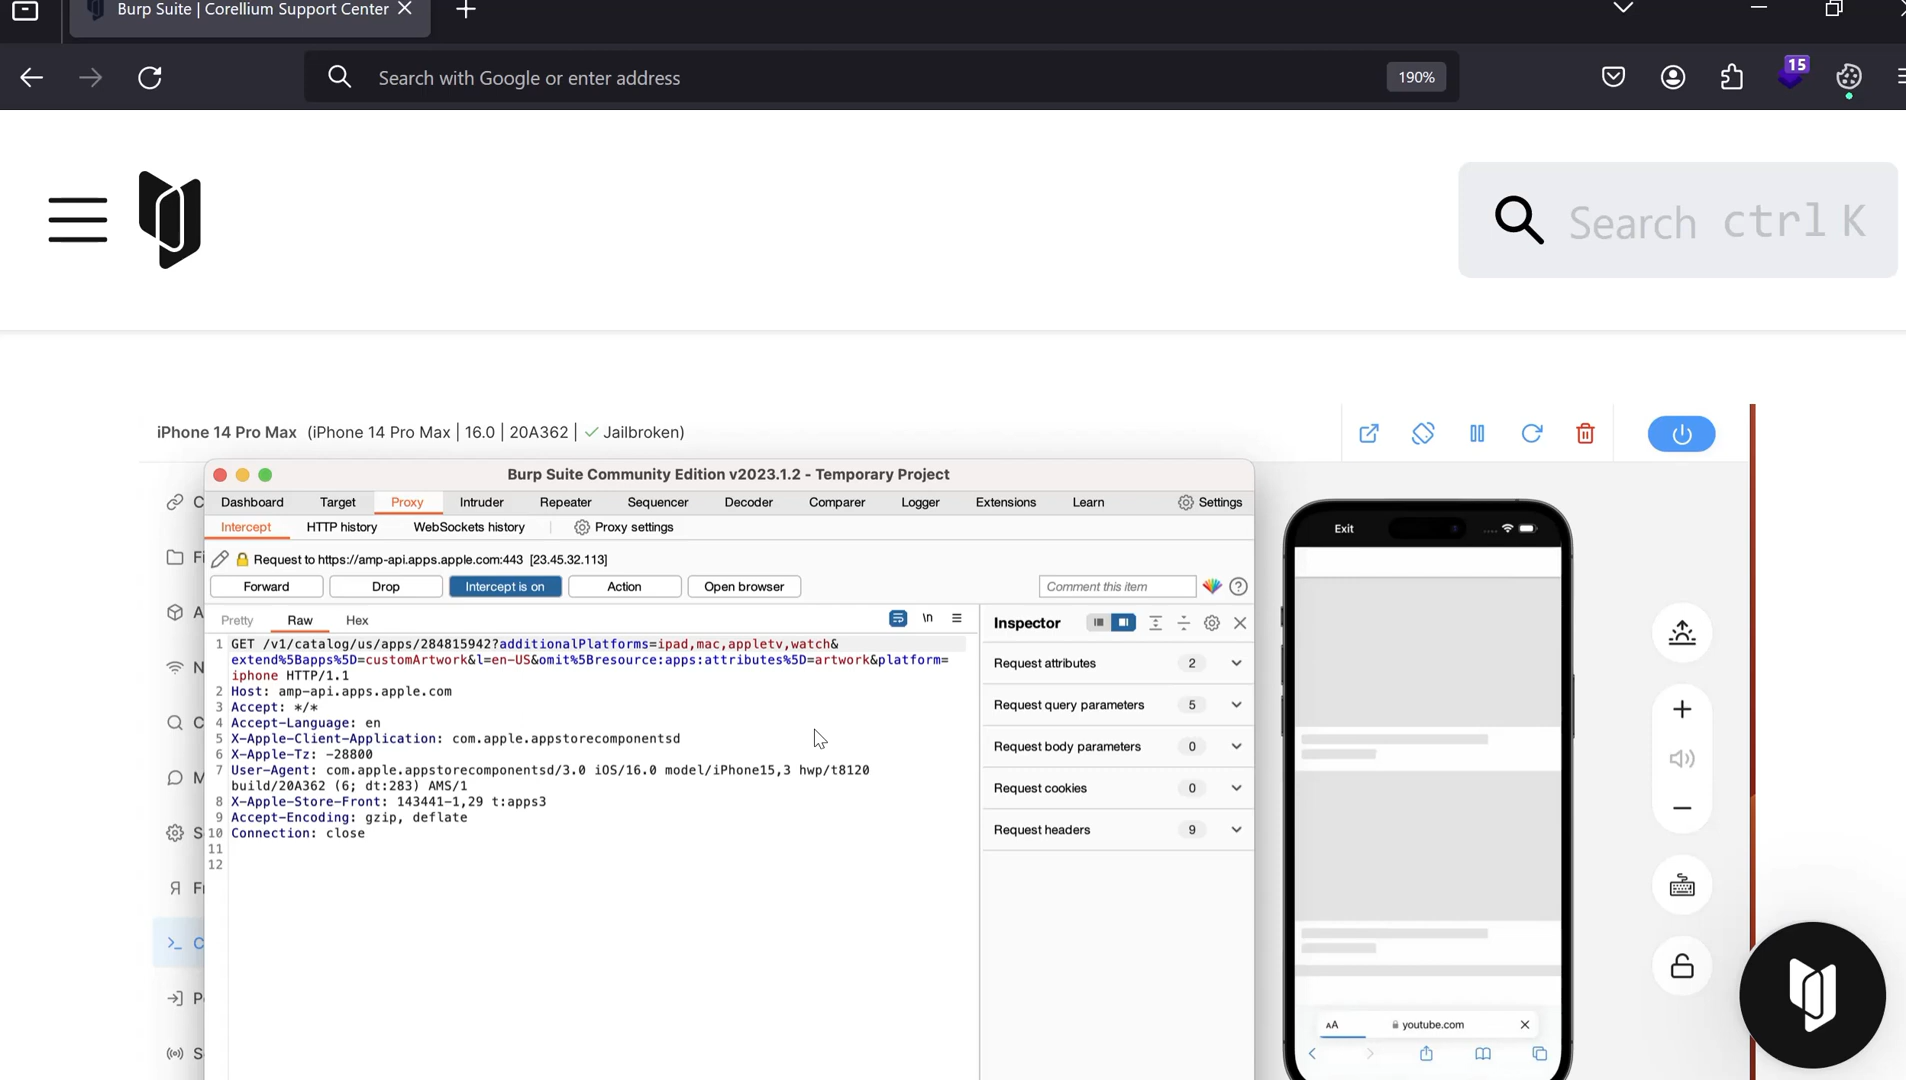 Burp Suite | Corellium Support Center
Search with Google or enter address
190%
15
Search ctrl K
iPhone 14 Pro Max (iPhone 14 Pro Max | 16.0 | 20A362 | ✓ Jailbroken)
Burp Suite Community Edition v2023.1.2 - Temporary Project
Dashboard Target Proxy Intruder Repeater Sequencer Decoder Comparer Logger Extensions Learn Settings
Intercept HTTP history WebSockets history Proxy settings
Request to https://amp-api.apps.apple.com:443 [23.45.32.113]
Forward Drop Intercept is on Action Open browser Comment this item
Pretty Raw Hex \n
Inspector
1 GET /v1/catalog/us/apps/284815942?additionalPlatforms=ipad,mac,appletv,watch&
extend%5Bapps%5D=customArtwork&l=en-US&omit%5Bresource:apps:attributes%5D=artwork&platform=
iphone HTTP/1.1
2 Host: amp-api.apps.apple.com
3 Accept: */*
4 Accept-Language: en
5 X-Apple-Client-Application: com.apple.appstorecomponentsd
6 X-Apple-Tz: -28800
7 User-Agent: com.apple.appstorecomponentsd/3.0 iOS/16.0 model/iPhone15,3 hwp/t8120
build/20A362 (6; dt:283) AMS/1
8 X-Apple-Store-Front: 143441-1,29 t:apps3
9 Accept-Encoding: gzip, deflate
10 Connection: close
11
12
Request attributes 2
Request query parameters 5
Request body parameters 0
Request cookies 0
Request headers 9
C
Fi
A
N
C
M
S
Fr
C
P
S
Exit
AA youtube.com